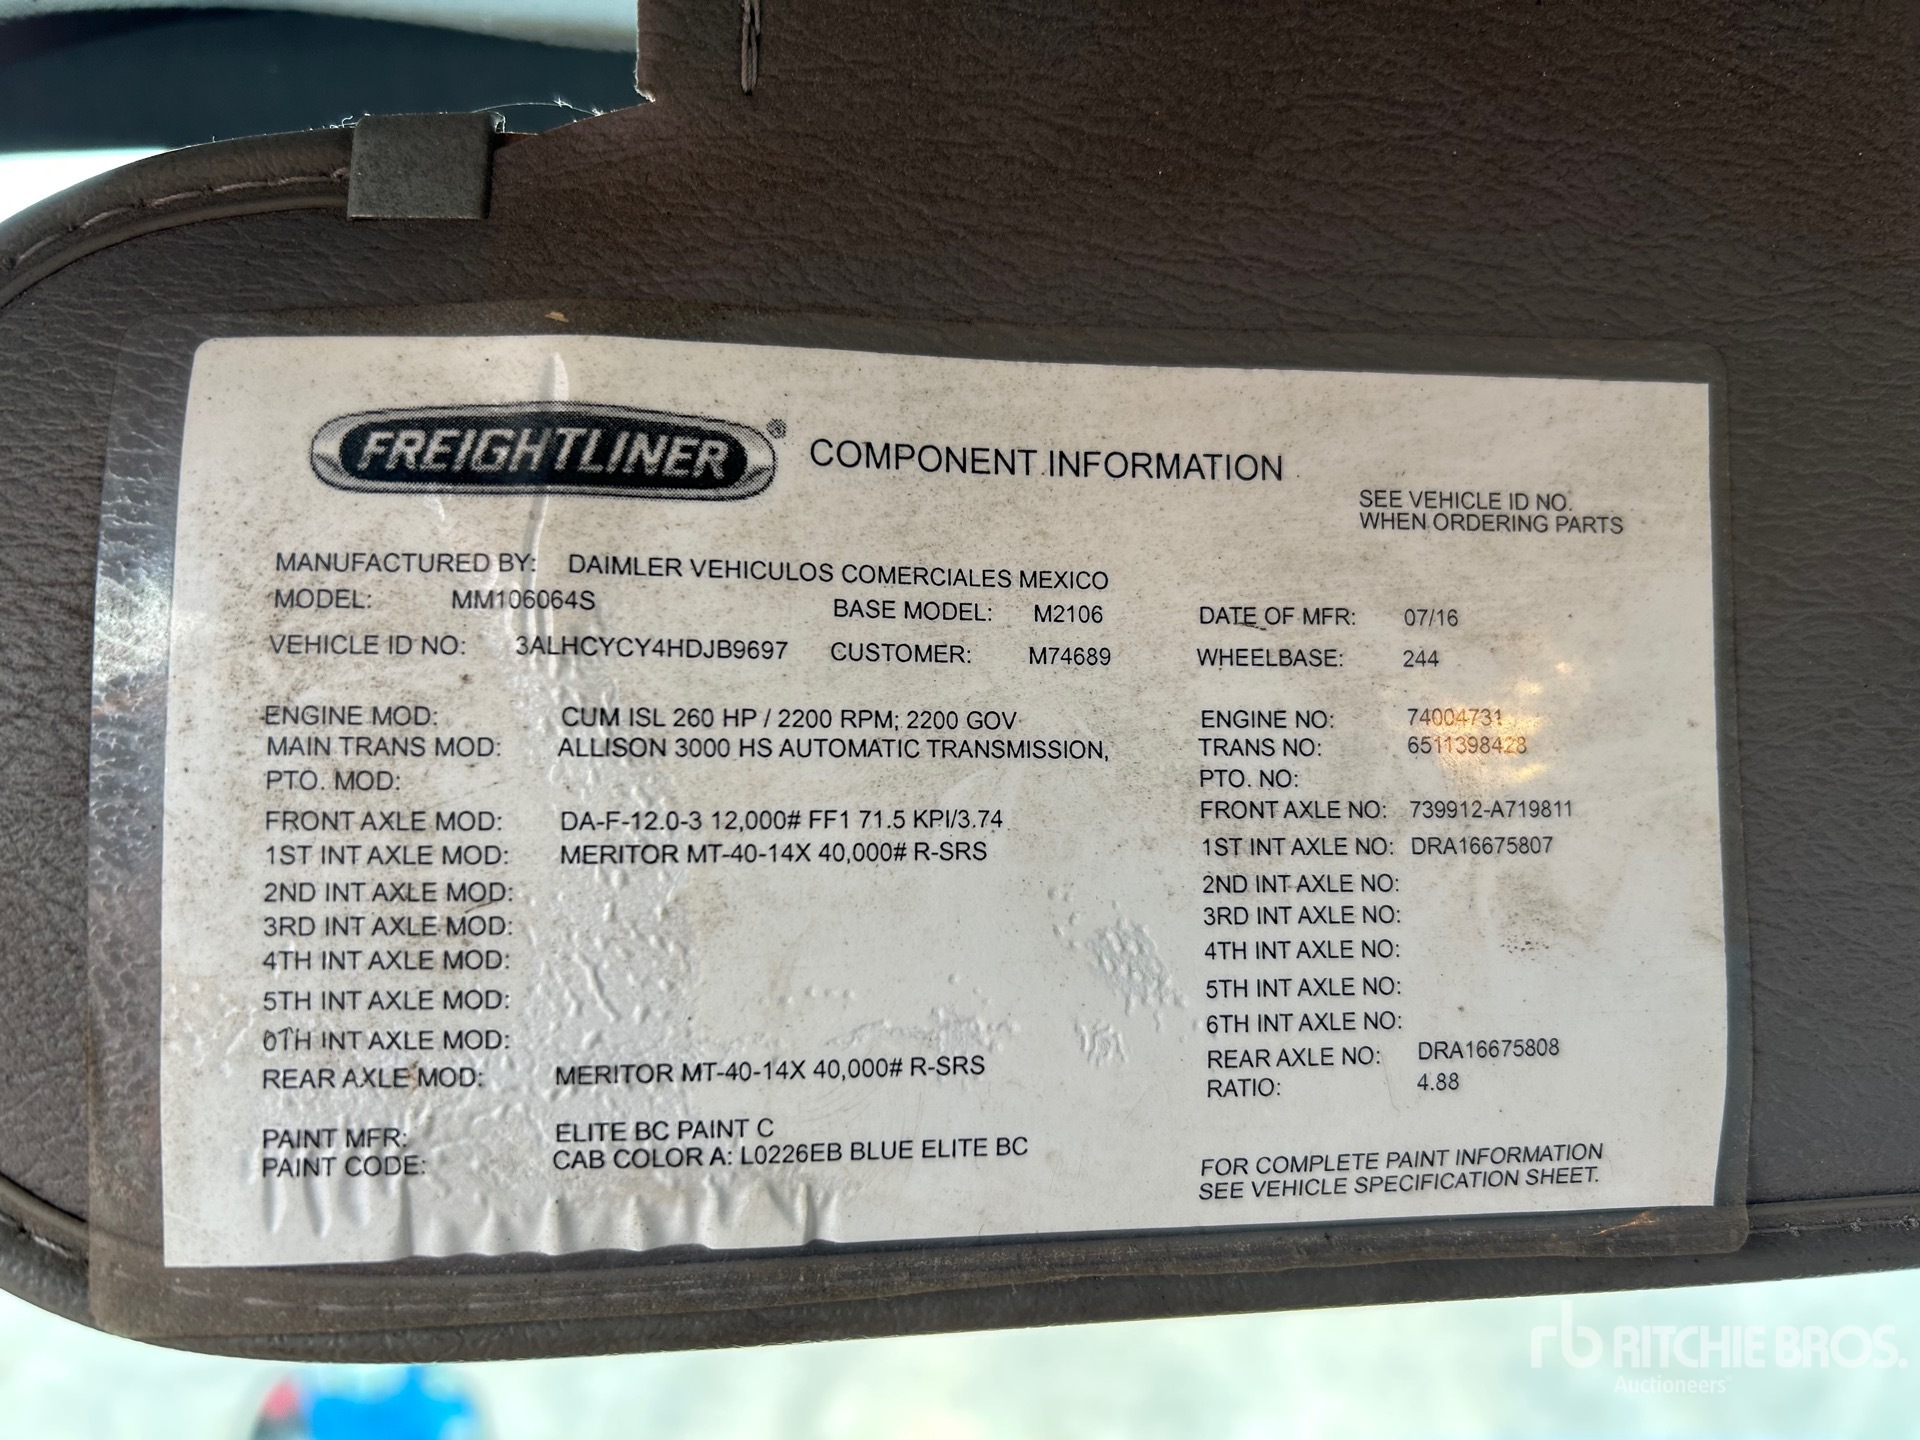 FREIGHTLINER ® COMPONENT INFORMATION
SEE VEHICLE ID NO.
WHEN ORDERING PARTS
MANUFACTURED BY: DAIMLER VEHICULOS COMERCIALES MEXICO
MODEL: MM106064S BASE MODEL: M2106 DATE OF MFR: 07/16
VEHICLE ID NO: 3ALHCYCY4HDJB9697 CUSTOMER: M74689 WHEELBASE: 244
ENGINE MOD: CUM ISL 260 HP / 2200 RPM; 2200 GOV ENGINE NO: 74004731
MAIN TRANS MOD: ALLISON 3000 HS AUTOMATIC TRANSMISSION, TRANS NO: 6511398428
PTO. MOD: PTO. NO:
FRONT AXLE MOD: DA-F-12.0-3 12,000# FF1 71.5 KPI/3.74 FRONT AXLE NO: 739912-A719811
1ST INT AXLE MOD: MERITOR MT-40-14X 40,000# R-SRS 1ST INT AXLE NO: DRA16675807
2ND INT AXLE MOD: 2ND INT AXLE NO:
3RD INT AXLE MOD: 3RD INT AXLE NO:
4TH INT AXLE MOD: 4TH INT AXLE NO:
5TH INT AXLE MOD: 5TH INT AXLE NO:
6TH INT AXLE MOD: 6TH INT AXLE NO:
REAR AXLE MOD: MERITOR MT-40-14X 40,000# R-SRS REAR AXLE NO: DRA16675808
RATIO: 4.88
PAINT MFR: ELITE BC PAINT C
PAINT CODE: CAB COLOR A: L0226EB BLUE ELITE BC
FOR COMPLETE PAINT INFORMATION
SEE VEHICLE SPECIFICATION SHEET.
rb RITCHIE BROS.
Auctioneers